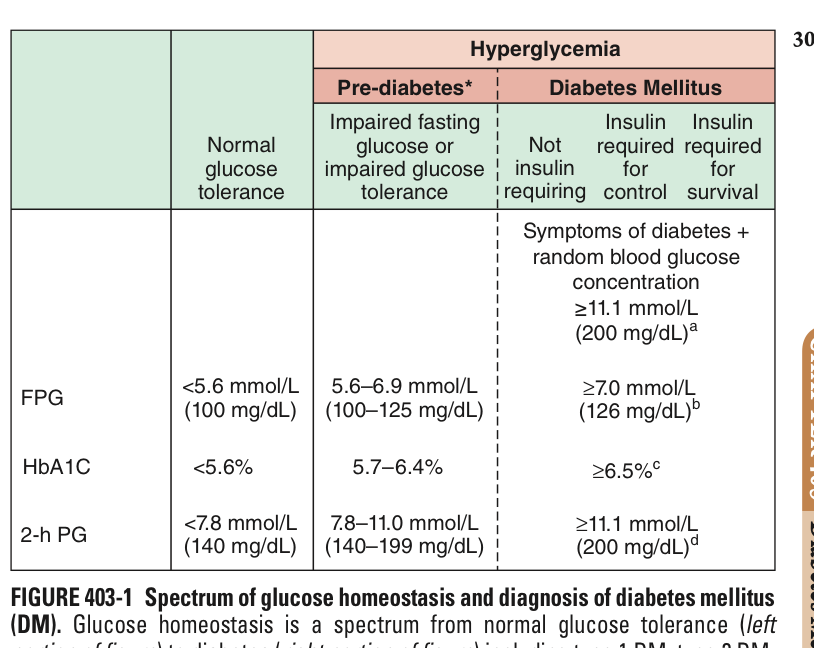 30
Hyperglycemia
Pre-diabetes*
Diabetes Mellitus
Normal
glucose
tolerance
Impaired fasting
glucose or
impaired glucose
tolerance
Not
insulin
requiring
Insulin
required
for
control
Insulin
required
for
survival
Symptoms of diabetes +
random blood glucose
concentration
≥11.1 mmol/L
(200 mg/dL)a
FPG
<5.6 mmol/L
(100 mg/dL)
5.6–6.9 mmol/L
(100–125 mg/dL)
≥7.0 mmol/L
(126 mg/dL)b
HbA1C
<5.6%
5.7–6.4%
≥6.5%c
2-h PG
<7.8 mmol/L
(140 mg/dL)
7.8–11.0 mmol/L
(140–199 mg/dL)
≥11.1 mmol/L
(200 mg/dL)d
FIGURE 403-1 Spectrum of glucose homeostasis and diagnosis of diabetes mellitus
(DM). Glucose homeostasis is a spectrum from normal glucose tolerance (left